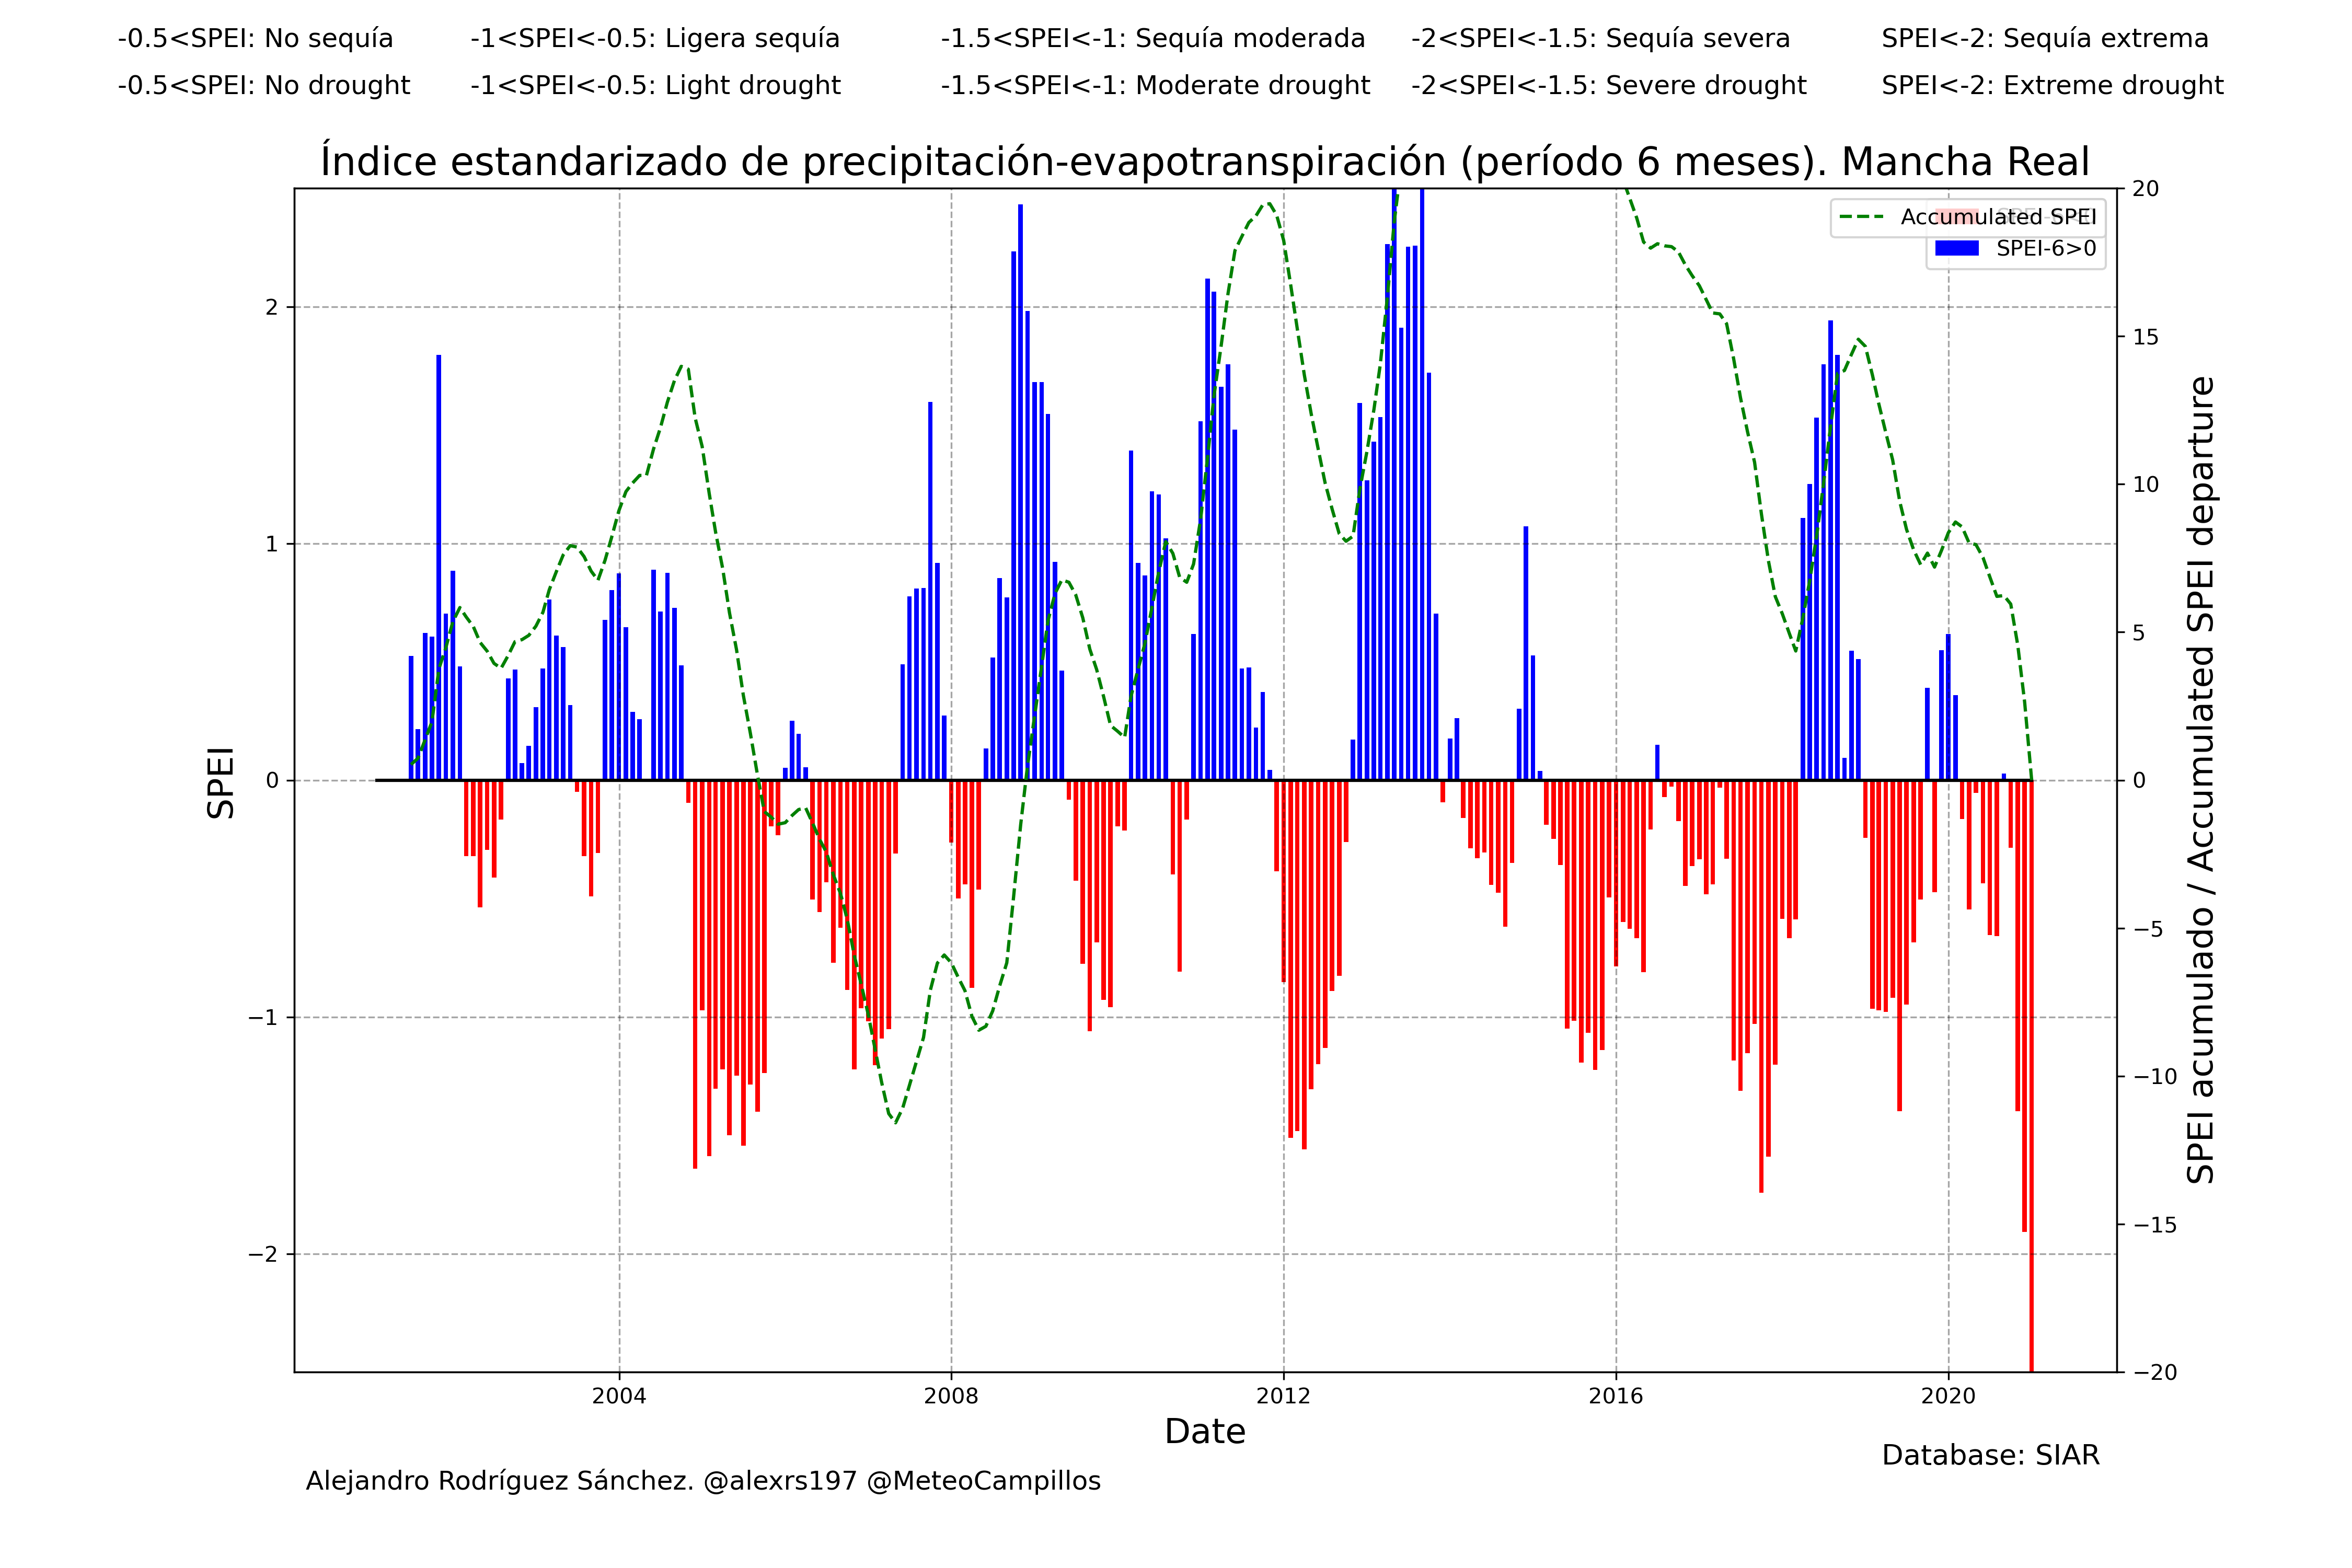 -0.5<SPEI: No sequía -1<SPEI<-0.5: Ligera sequía -1.5<SPEI<-1: Sequía moderada -2<SPEI<-1.5: Sequía severa SPEI<-2: Sequía extrema
-0.5<SPEI: No drought -1<SPEI<-0.5: Light drought -1.5<SPEI<-1: Moderate drought -2<SPEI<-1.5: Severe drought SPEI<-2: Extreme drought
Índice estandarizado de precipitación-evapotranspiración (período 6 meses). Mancha Real
Accumulated SPEI
SPEI-6>0
SPEI
2
1
0
−1
−2
20
15
10
5
0
−5
−10
−15
−20
SPEI acumulado / Accumulated SPEI departure
2004 2008 2012 2016 2020
Date
Database: SIAR
Alejandro Rodríguez Sánchez. @alexrs197 @MeteoCampillos